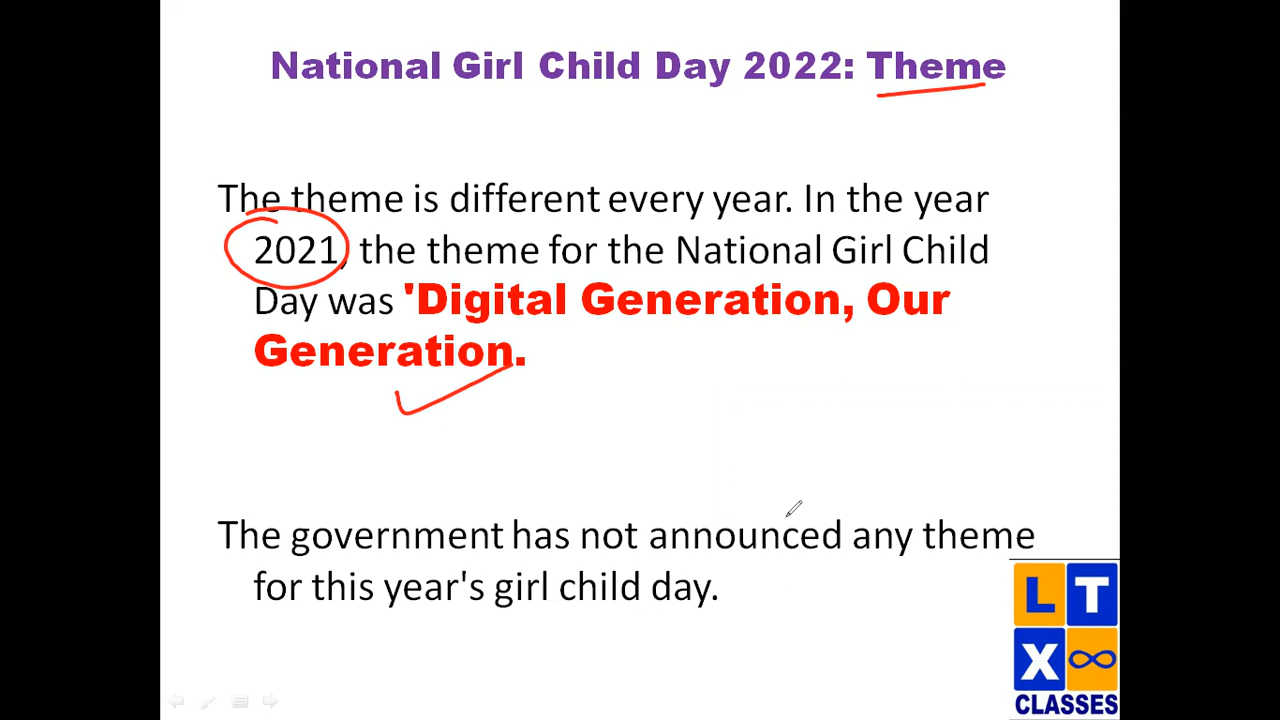 National Girl Child Day 2022: Theme
The theme is different every year. In the year
2021, the theme for the National Girl Child
Day was 'Digital Generation, Our
Generation.
The government has not announced any theme
for this year's girl child day.
L T
X ∞
CLASSES